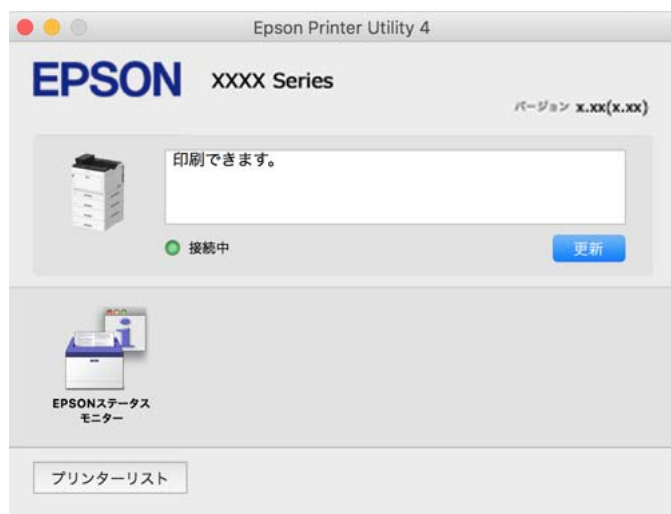 Epson Printer Utility 4
EPSON XXXX Series
バージョン x.xx(x.xx)
印刷できます。
接続中
更新
EPSONステータス
モニター
プリンターリスト